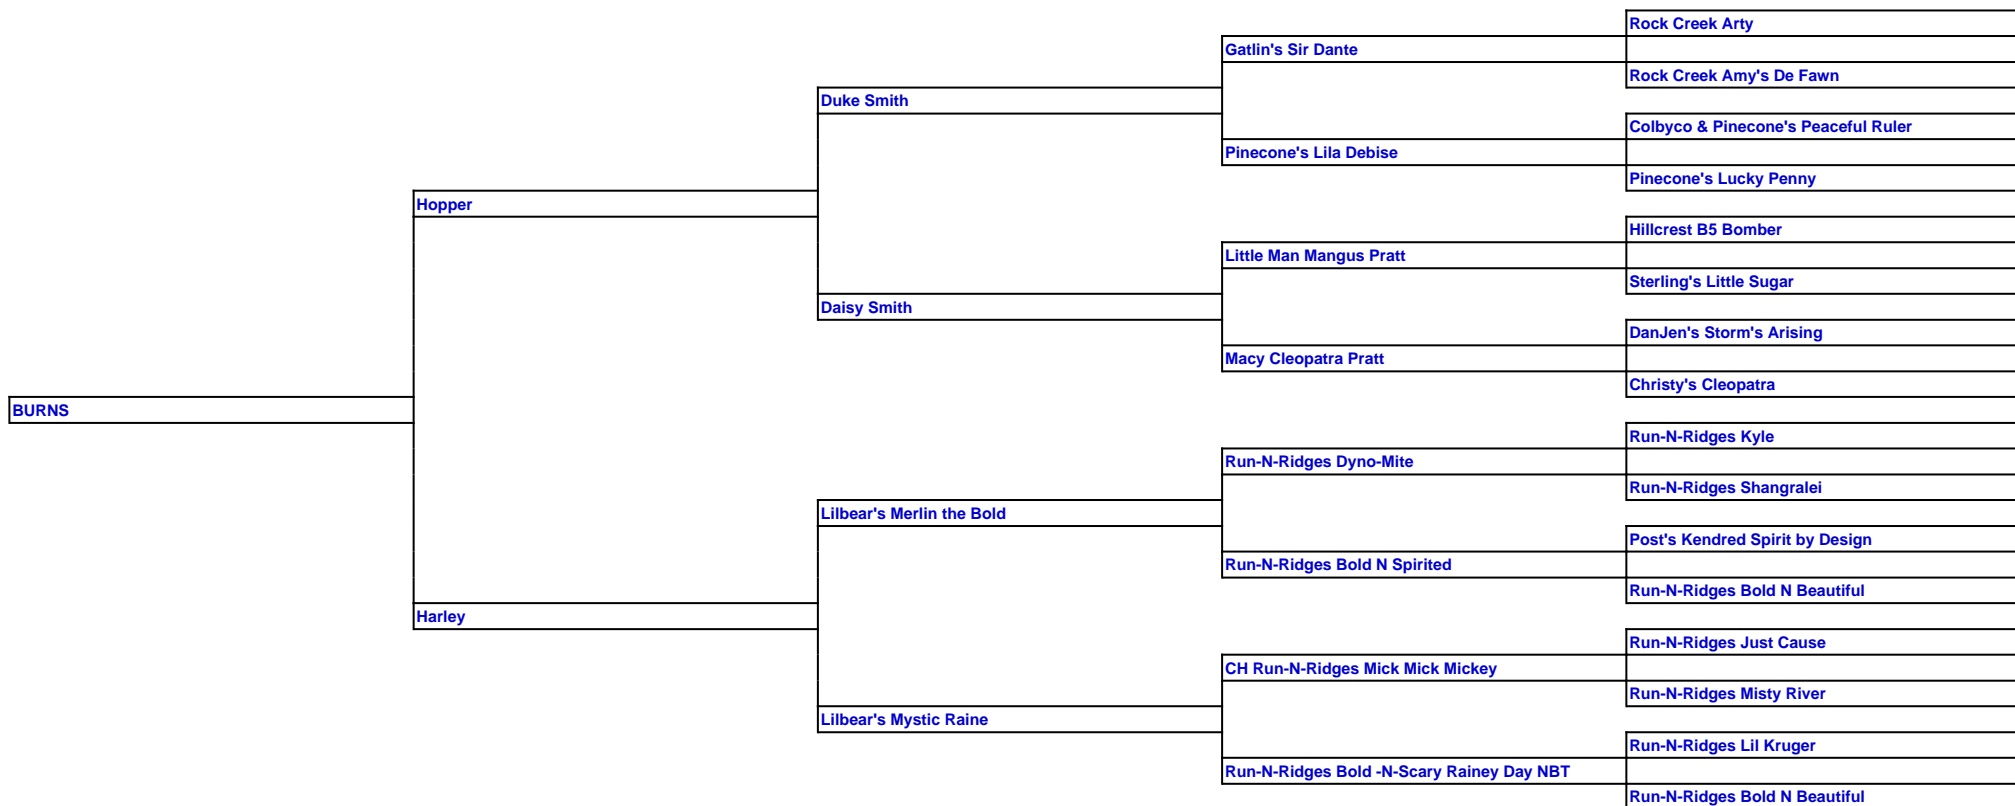 Rock Creek Arty
Gatlin's Sir Dante
Rock Creek Amy's De Fawn
Duke Smith
Colbyco & Pinecone's Peaceful Ruler
Pinecone's Lila Debise
Pinecone's Lucky Penny
Hopper
Hillcrest B5 Bomber
Little Man Mangus Pratt
Sterling's Little Sugar
Daisy Smith
DanJen's Storm's Arising
Macy Cleopatra Pratt
Christy's Cleopatra
BURNS
Run-N-Ridges Kyle
Run-N-Ridges Dyno-Mite
Run-N-Ridges Shangralei
Lilbear's Merlin the Bold
Post's Kendred Spirit by Design
Run-N-Ridges Bold N Spirited
Run-N-Ridges Bold N Beautiful
Harley
Run-N-Ridges Just Cause
CH Run-N-Ridges Mick Mick Mickey
Run-N-Ridges Misty River
Lilbear's Mystic Raine
Run-N-Ridges Lil Kruger
Run-N-Ridges Bold -N-Scary Rainey Day NBT
Run-N-Ridges Bold N Beautiful